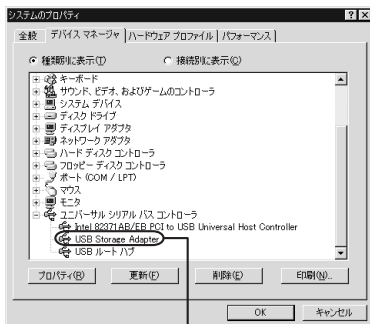 システムのプロパティ
全般 デバイス マネージャ ハードウェア プロファイル パフォーマンス
種類別に表示(T) 接続別に表示(C)
キーボード
サウンド、ビデオ、およびゲームのコントローラ
システム デバイス
ディスク ドライブ
ディスプレイ アダプタ
ネットワーク アダプタ
ハード ディスク コントローラ
フロッピー ディスク コントローラ
ポート (COM / LPT)
マウス
モニタ
ユニバーサル シリアル バス コントローラ
Intel 82371AB/EB PCI to USB Universal Host Controller
USB Storage Adapter
USB ルート ハブ
プロパティ(R) 更新(F) 削除(E) 印刷(N)...
OK キャンセル